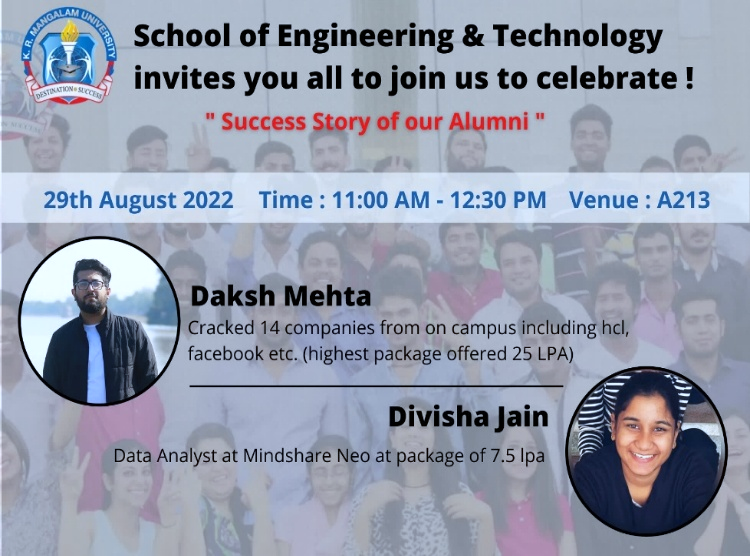 K. R. MANGALAM UNIVERSITY
DESTINATION SUCCESS
School of Engineering & Technology
invites you all to join us to celebrate !
" Success Story of our Alumni "
29th August 2022 Time : 11:00 AM - 12:30 PM Venue : A213
Daksh Mehta
Cracked 14 companies from on campus including hcl,
facebook etc. (highest package offered 25 LPA)
Divisha Jain
Data Analyst at Mindshare Neo at package of 7.5 lpa